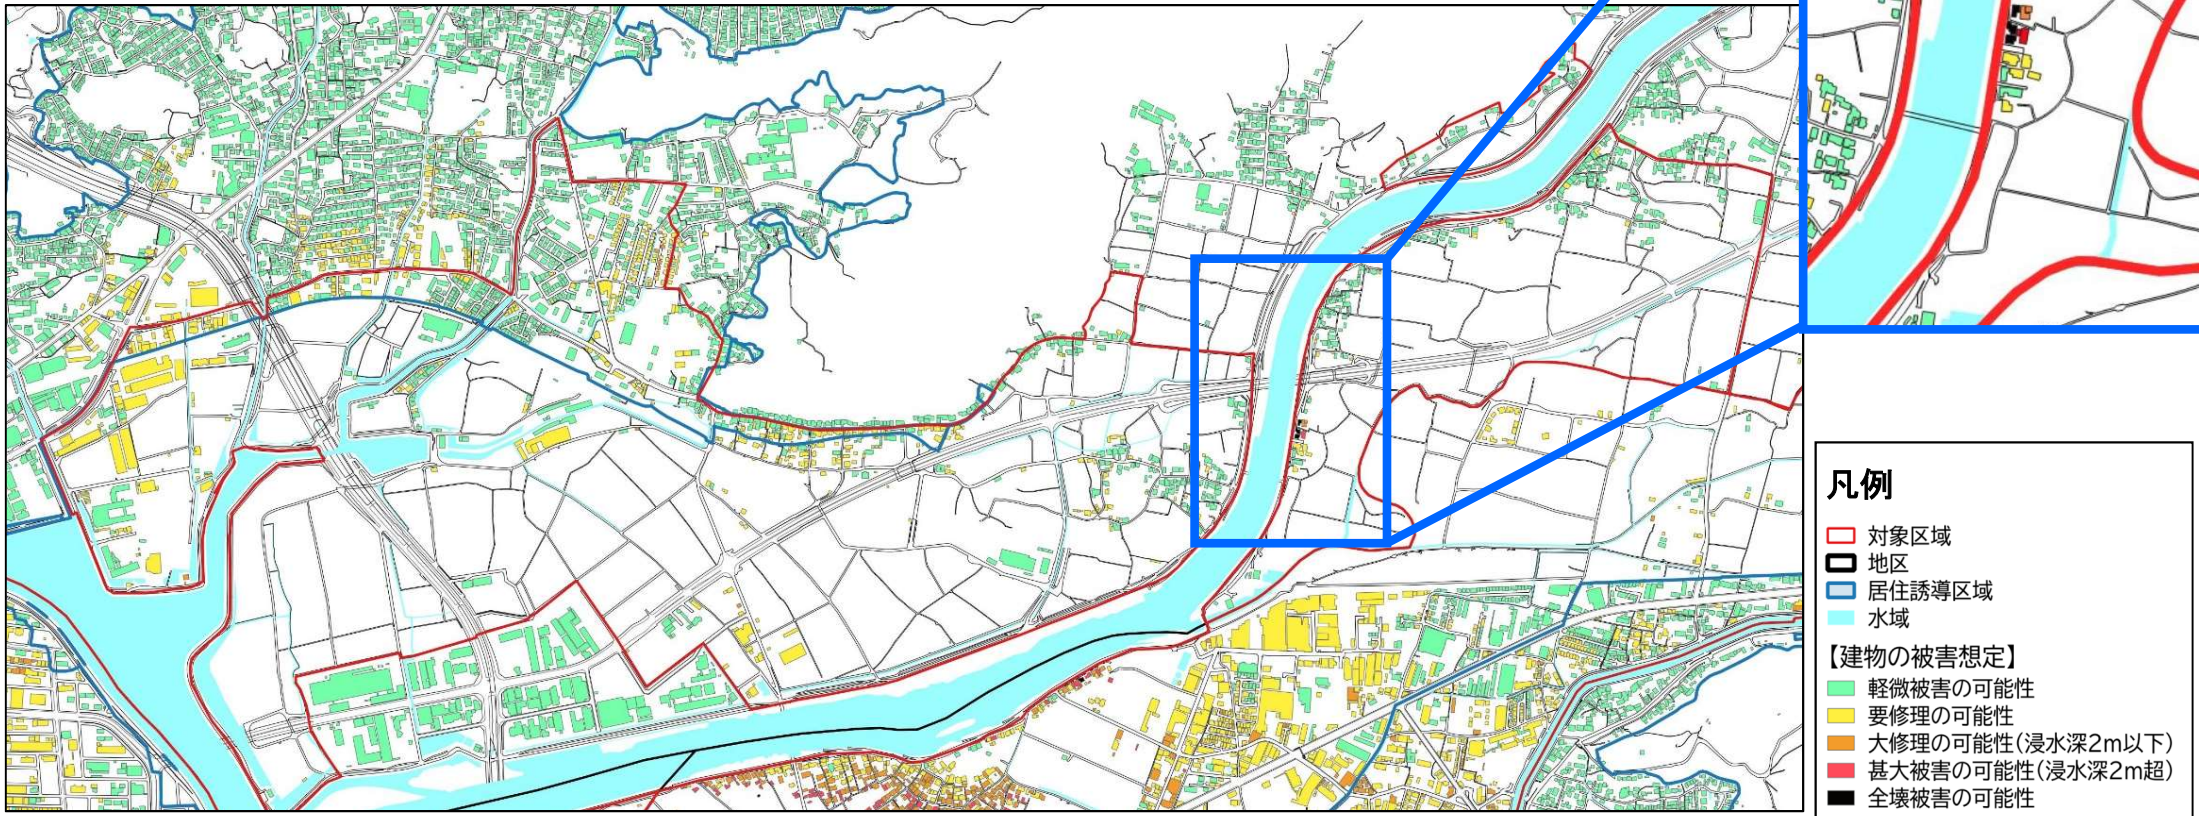 凡例
対象区域
地区
居住誘導区域
水域
【建物の被害想定】
軽微被害の可能性
要修理の可能性
大修理の可能性(浸水深2m以下)
甚大被害の可能性(浸水深2m超)
全壊被害の可能性